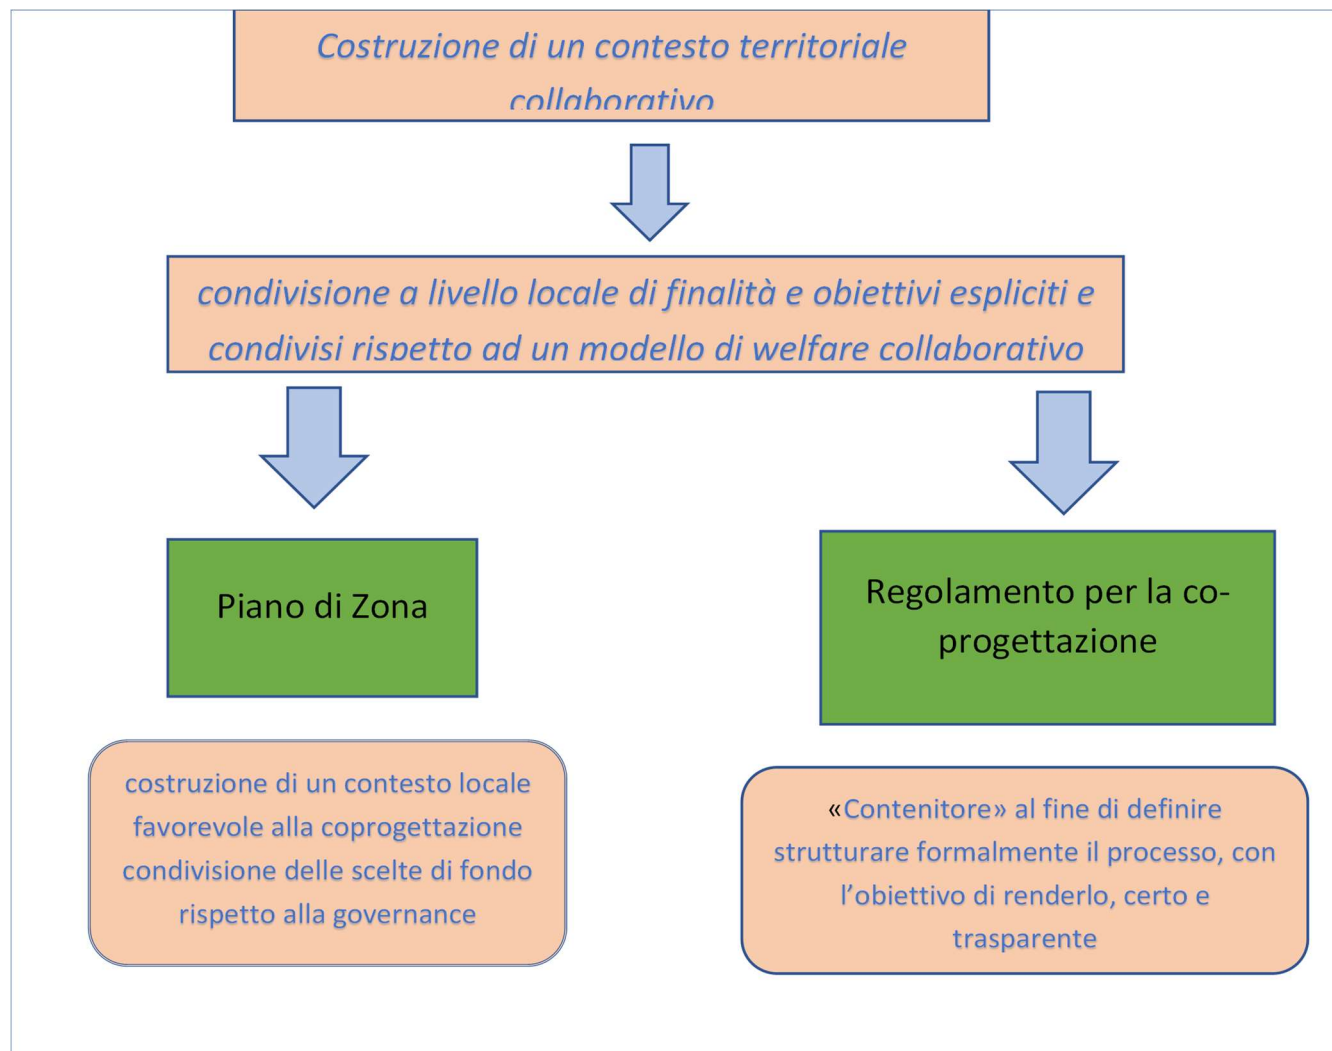 Costruzione di un contesto territoriale
collaborativo
condivisione a livello locale di finalità e obiettivi espliciti e
condivisi rispetto ad un modello di welfare collaborativo
Piano di Zona
Regolamento per la co-
progettazione
costruzione di un contesto locale
favorevole alla coprogettazione
condivisione delle scelte di fondo
rispetto alla governance
«Contenitore» al fine di definire
strutturare formalmente il processo, con
l’obiettivo di renderlo, certo e
trasparente